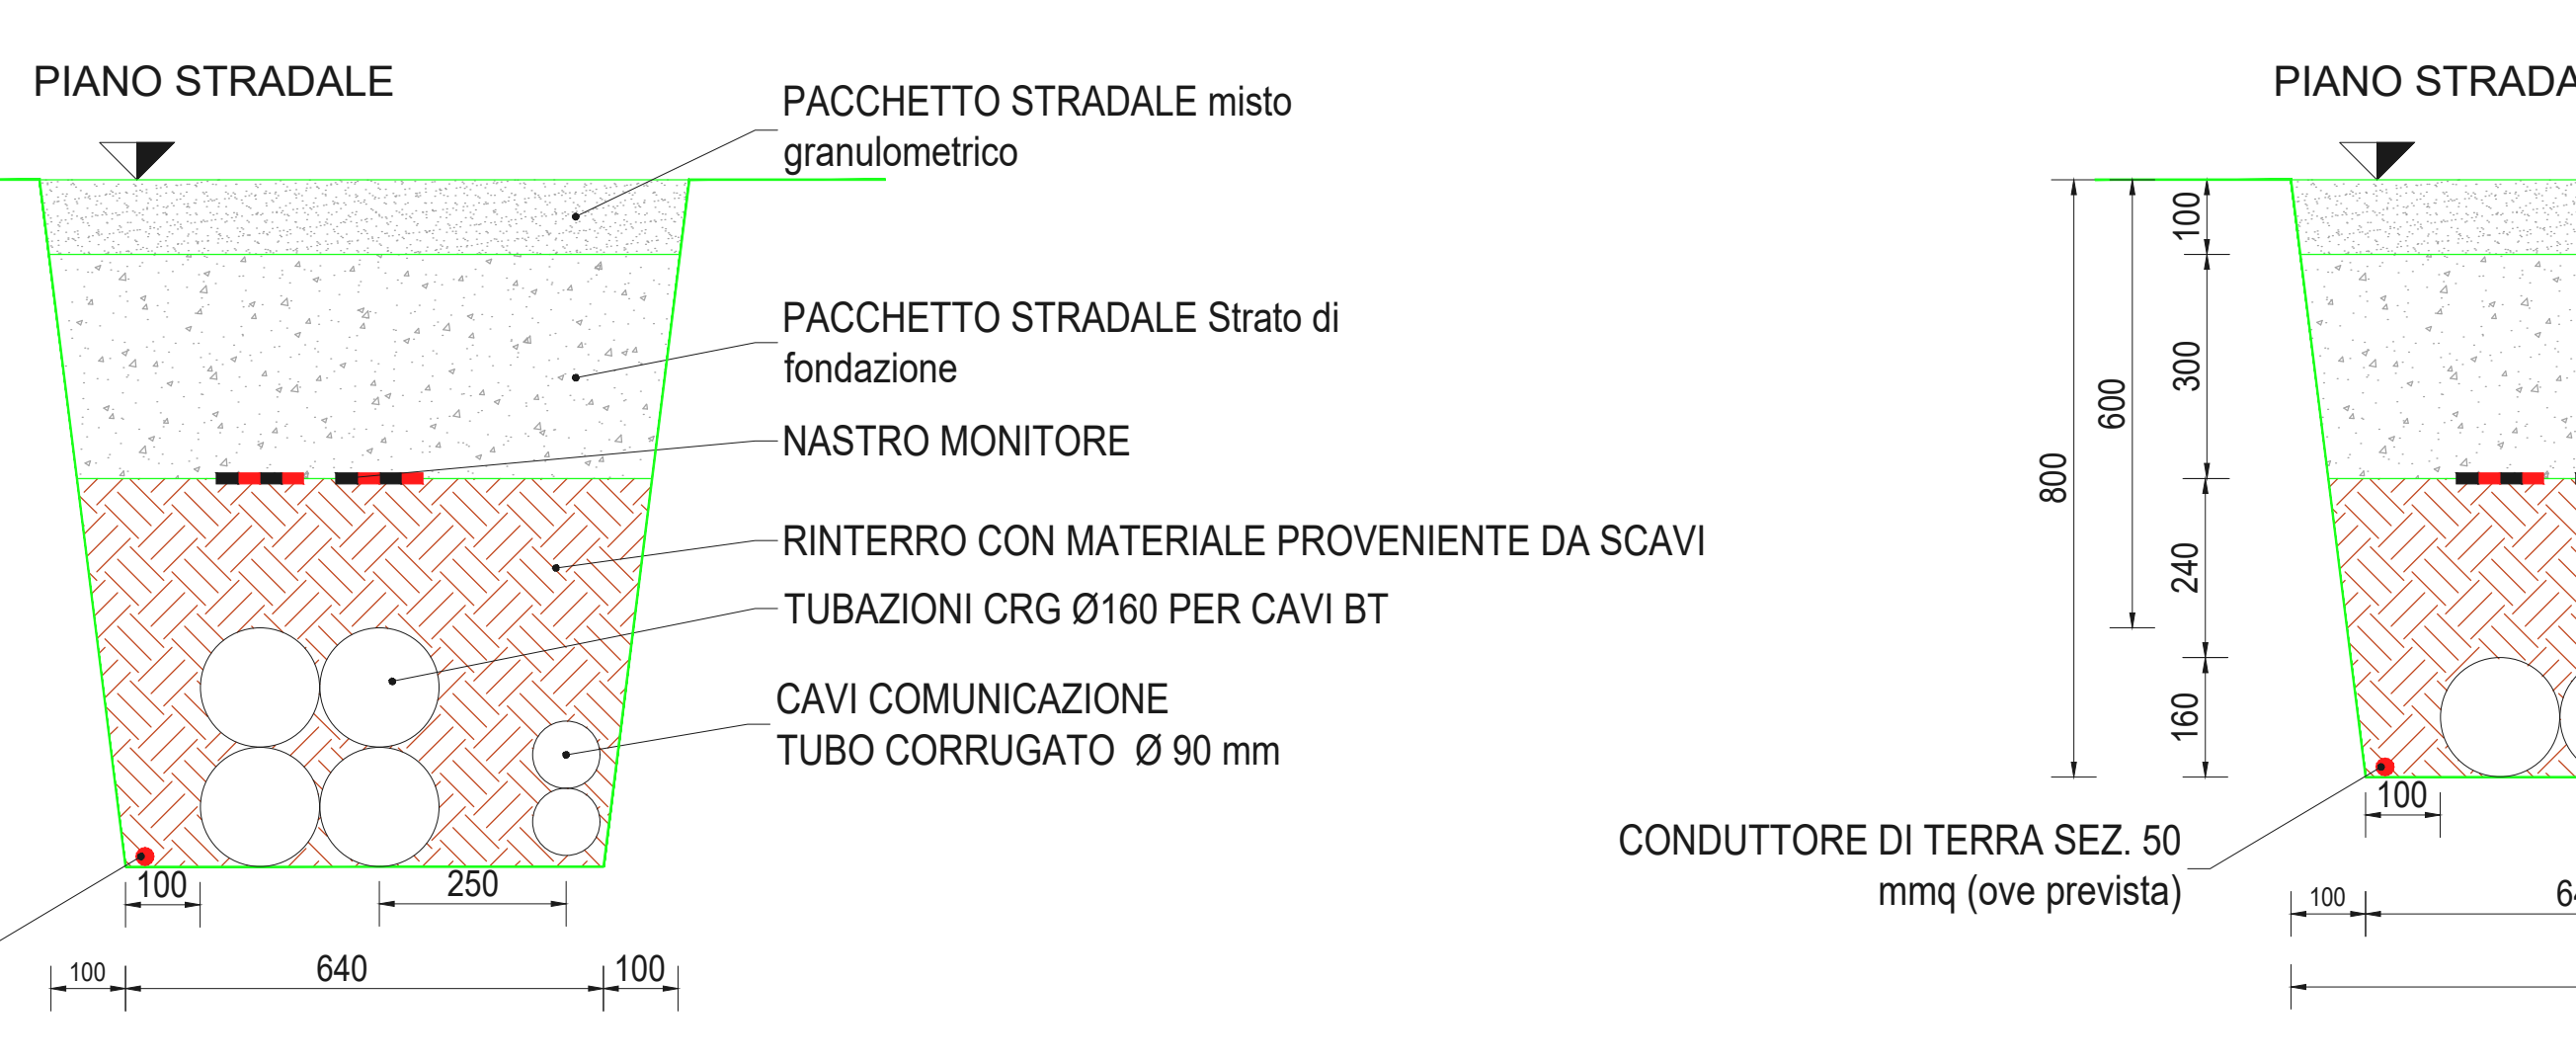 PIANO STRADALE
PACCHETTO STRADALE misto
granulometrico
PACCHETTO STRADALE Strato di
fondazione
NASTRO MONITORE
RINTERRO CON MATERIALE PROVENIENTE DA SCAVI
TUBAZIONI CRG Ø160 PER CAVI BT
CAVI COMUNICAZIONE
TUBO CORRUGATO Ø 90 mm
100
250
100
640
100
PIANO STRADA
100
300
600
800
240
160
100
CONDUTTORE DI TERRA SEZ. 50
mmq (ove prevista)
100